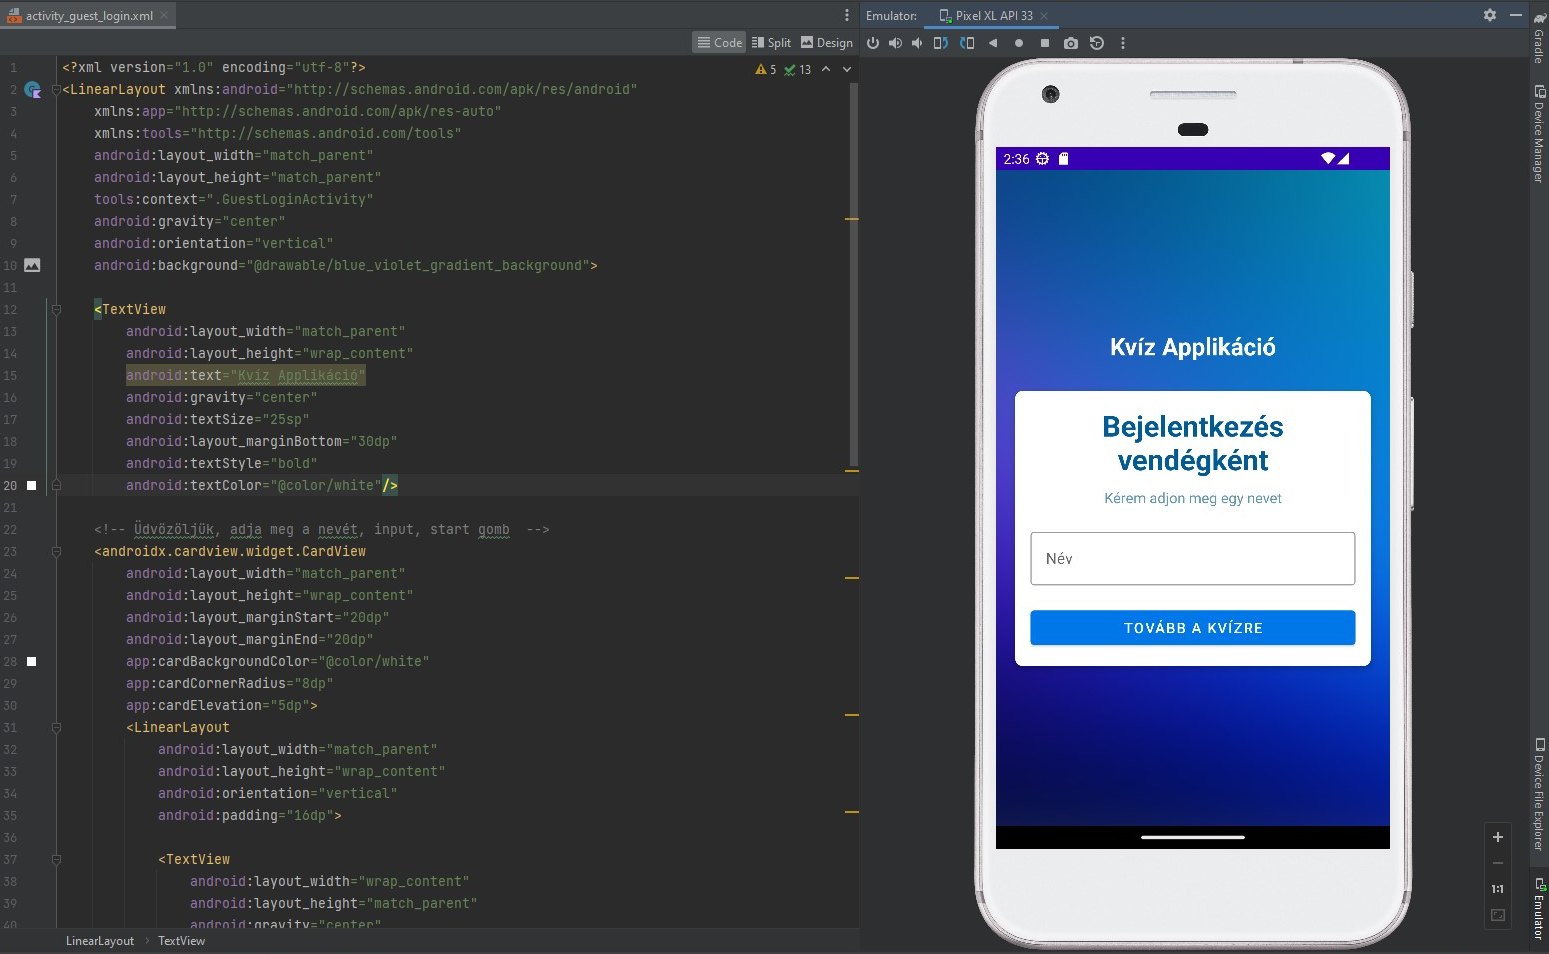 activity_guest_login.xml
Code Split Design
5 13
1 <?xml version="1.0" encoding="utf-8"?>
2 <LinearLayout xmlns:android="http://schemas.android.com/apk/res/android"
3 xmlns:app="http://schemas.android.com/apk/res-auto"
4 xmlns:tools="http://schemas.android.com/tools"
5 android:layout_width="match_parent"
6 android:layout_height="match_parent"
7 tools:context=".GuestLoginActivity"
8 android:gravity="center"
9 android:orientation="vertical"
10 android:background="@drawable/blue_violet_gradient_background">
11
12 <TextView
13 android:layout_width="match_parent"
14 android:layout_height="wrap_content"
15 android:text="Kvíz Applikáció"
16 android:gravity="center"
17 android:textSize="25sp"
18 android:layout_marginBottom="30dp"
19 android:textStyle="bold"
20 android:textColor="@color/white"/>
21
22 <!-- Üdvözöljük, adja meg a nevét, input, start gomb -->
23 <androidx.cardview.widget.CardView
24 android:layout_width="match_parent"
25 android:layout_height="wrap_content"
26 android:layout_marginStart="20dp"
27 android:layout_marginEnd="20dp"
28 app:cardBackgroundColor="@color/white"
29 app:cardCornerRadius="8dp"
30 app:cardElevation="5dp">
31 <LinearLayout
32 android:layout_width="match_parent"
33 android:layout_height="wrap_content"
34 android:orientation="vertical"
35 android:padding="16dp">
36
37 <TextView
38 android:layout_width="wrap_content"
39 android:layout_height="match_parent"
40 android:gravity="center"
LinearLayout › TextView
Emulator: Pixel XL API 33
2:36
Kvíz Applikáció
Bejelentkezés
vendégként
Kérem adjon meg egy nevet
Név
TOVÁBB A KVÍZRE
1:1
Gradle
Device Manager
Device File Explorer
Emulator